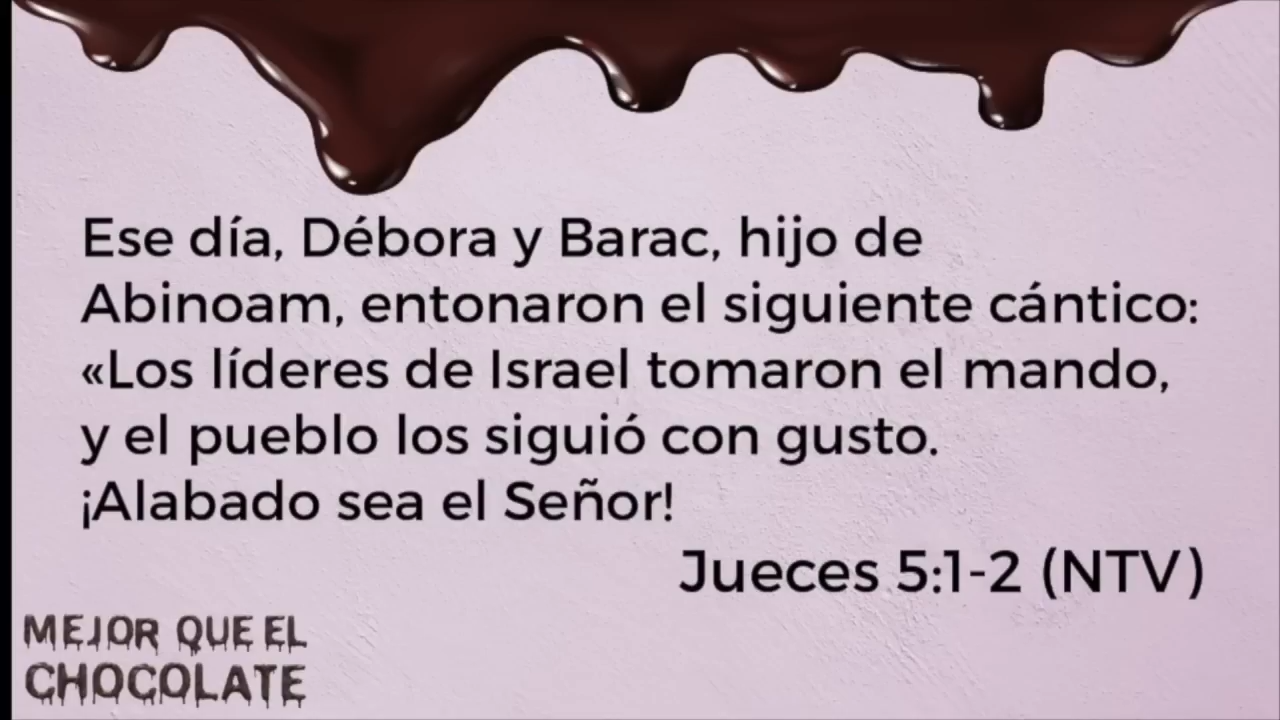 Ese día, Débora y Barac, hijo de
Abinoam, entonaron el siguiente cántico:
«Los líderes de Israel tomaron el mando,
y el pueblo los siguió con gusto.
¡Alabado sea el Señor!
Jueces 5:1-2 (NTV)
MEJOR QUE EL
CHOCOLATE